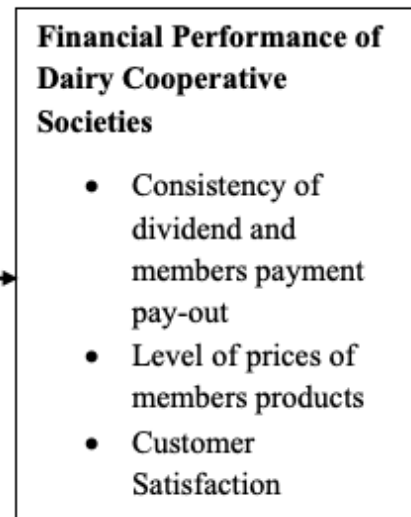 Financial Performance of
Dairy Cooperative
Societies
• Consistency of
dividend and
members payment
pay-out
• Level of prices of
members products
• Customer
Satisfaction